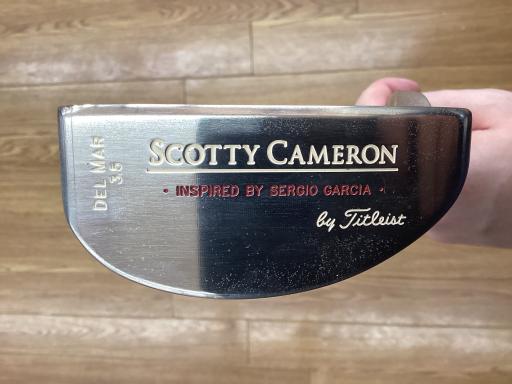 SCOTTY CAMERON
• INSPIRED BY SERGIO GARCIA •
by Titleist
DEL MAR
3.5